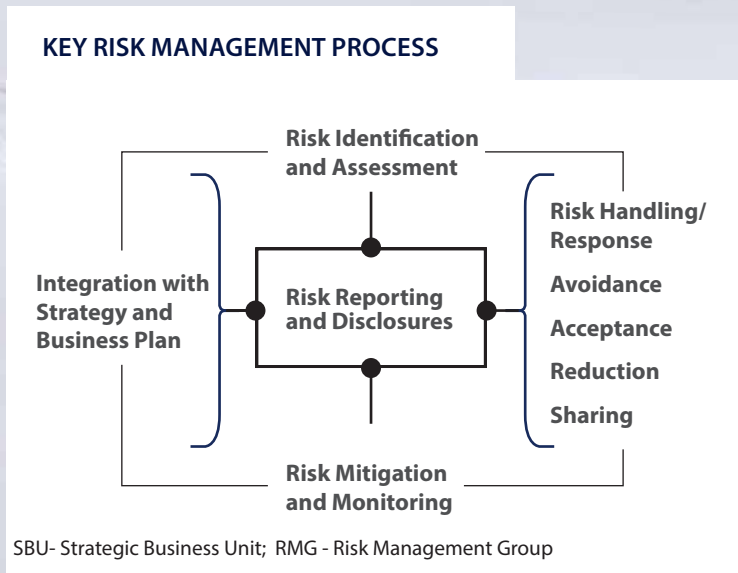 KEY RISK MANAGEMENT PROCESS
Risk Identification
and Assessment
Integration with
Strategy and
Business Plan
Risk Reporting
and Disclosures
Risk Handling/
Response
Avoidance
Acceptance
Reduction
Sharing
Risk Mitigation
and Monitoring
SBU- Strategic Business Unit; RMG - Risk Management Group